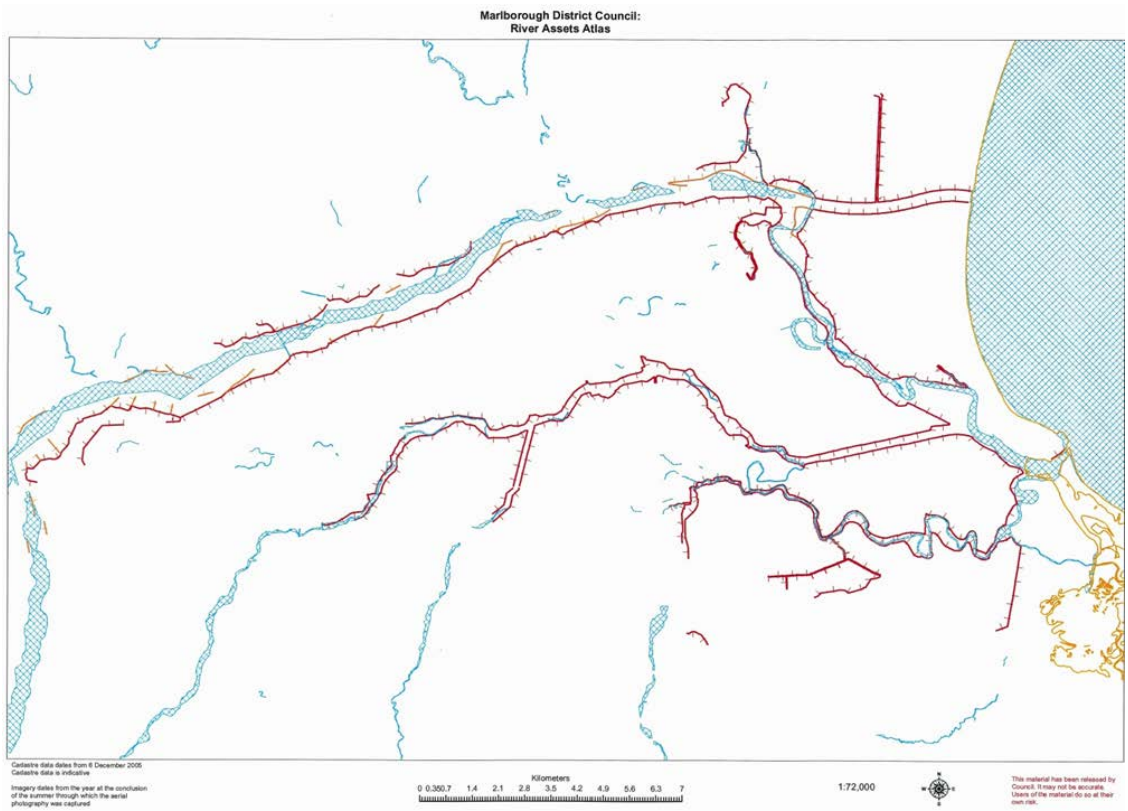 Marlborough District Council:
River Assets Atlas
Cadastre data dates from 6 December 2005
Cadastre data is indicative
Imagery dates from the year at the conclusion
of the summer through which the aerial
photography was captured
Kilometers
0 0.350.7 1.4 2.1 2.8 3.5 4.2 4.9 5.6 6.3 7
1:72,000
N
W E
S
This material has been released by
Council. It may not be accurate.
Users of the material do so at their
own risk.